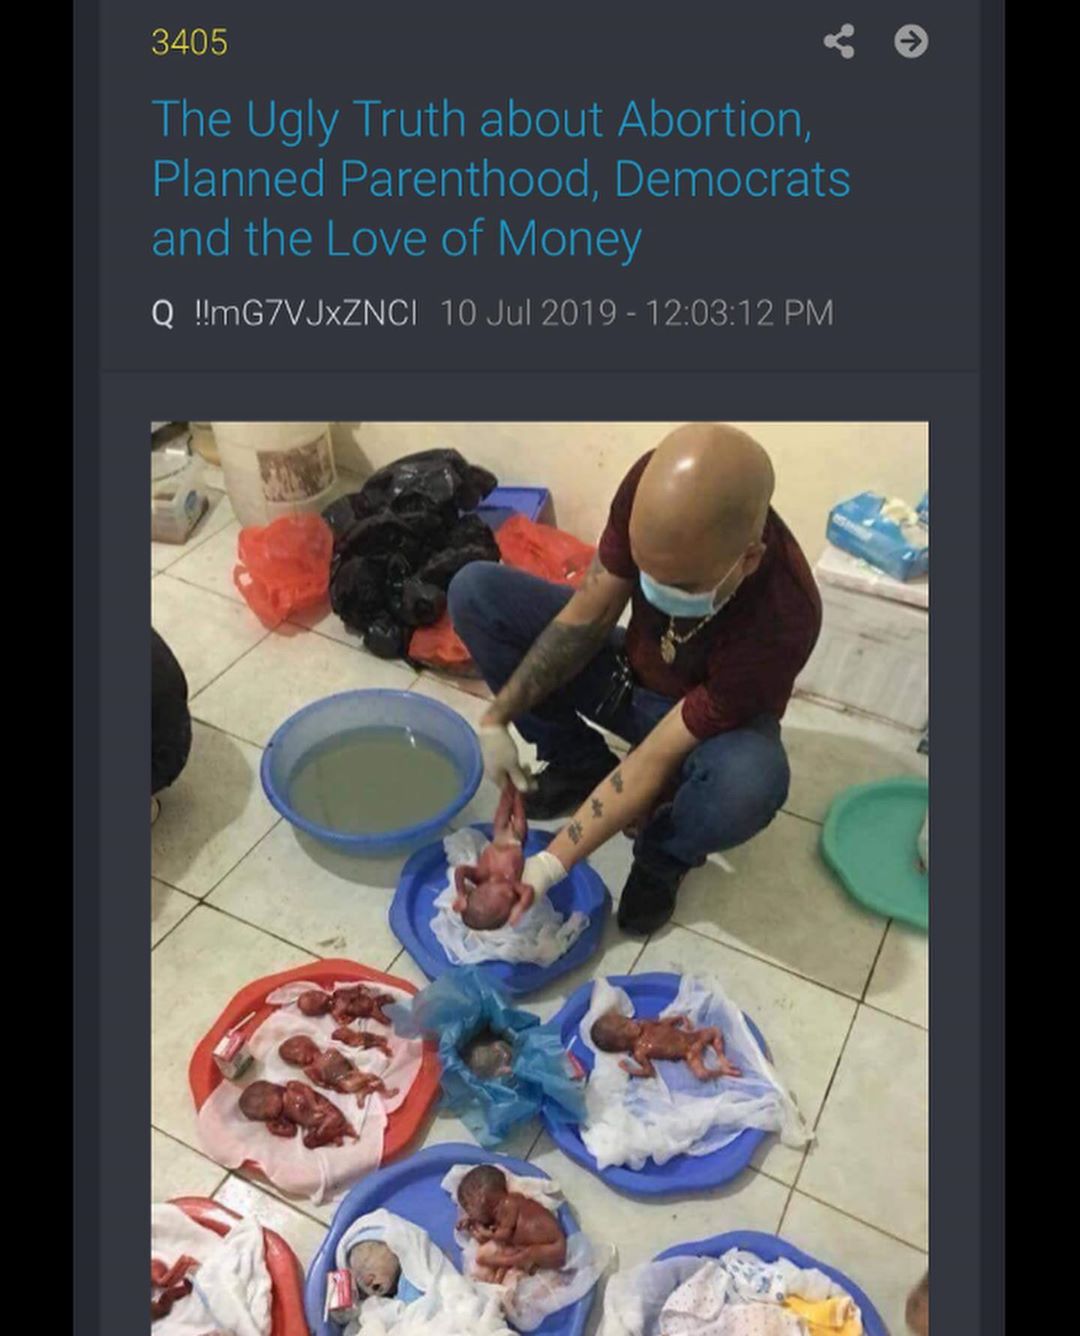 3405
The Ugly Truth about Abortion,
Planned Parenthood, Democrats
and the Love of Money
Q !!mG7VJxZNCI 10 Jul 2019 - 12:03:12 PM